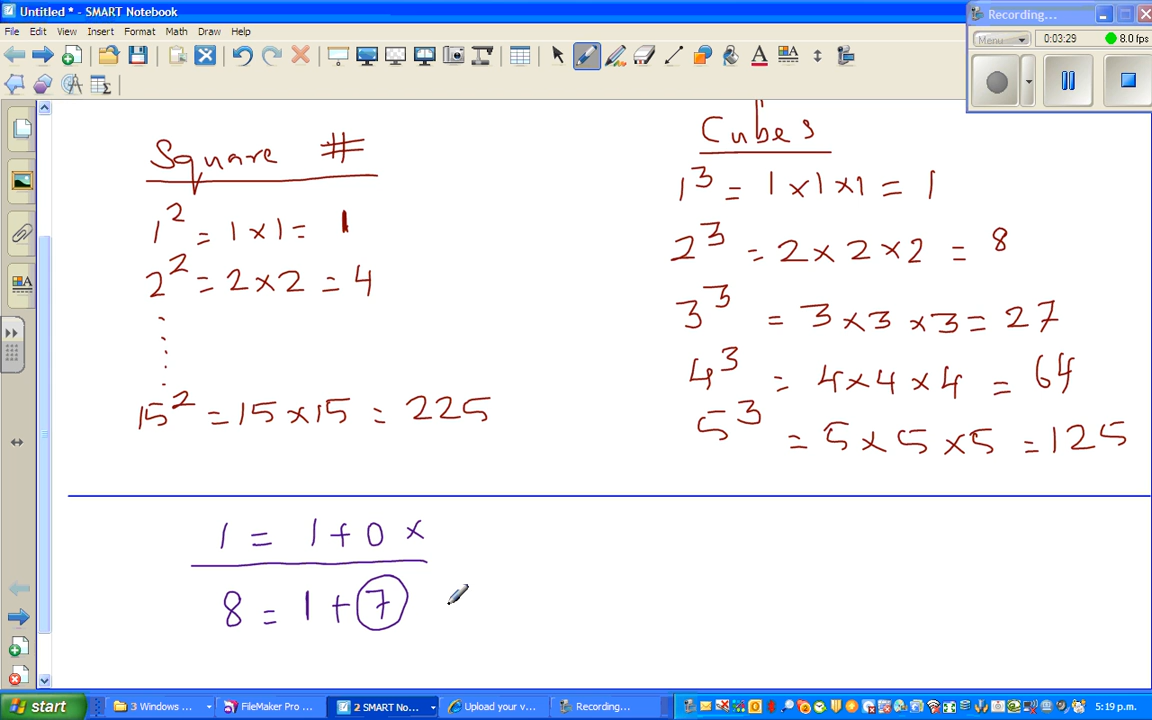 Untitled * - SMART Notebook
File Edit View Insert Format Math Draw Help
Recording...
Menu
0:03:29
8.0 fps
Square #
1² = 1 × 1 = 1
2² = 2 × 2 = 4
15² = 15 × 15 = 225
Cubes
1³ = 1 × 1 × 1 = 1
2³ = 2 × 2 × 2 = 8
3³ = 3 × 3 × 3 = 27
4³ = 4 × 4 × 4 = 64
5³ = 5 × 5 × 5 = 125
1 = 1 + 0 ×
8 = 1 + 7
start
3 Windows ...
FileMaker Pro ...
2 SMART No...
Upload your v...
Recording...
5:19 p.m.